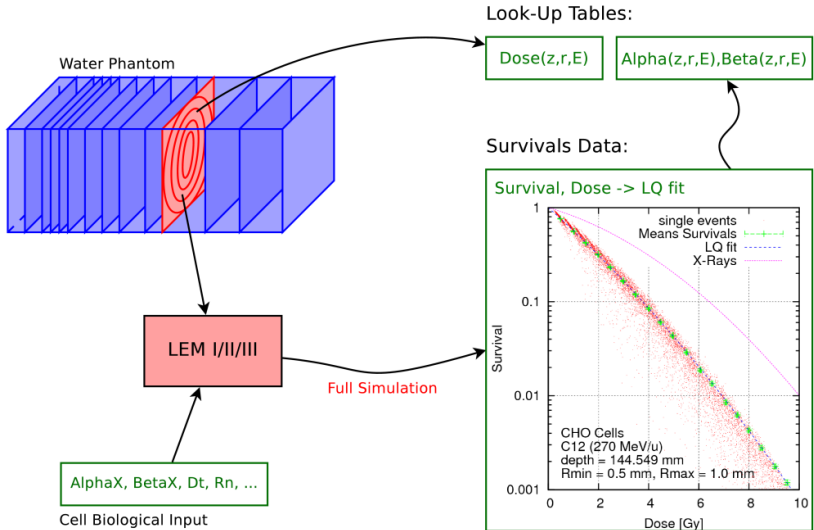 Look-Up Tables:
Water Phantom
Dose(z,r,E)
Alpha(z,r,E),Beta(z,r,E)
Survivals Data:
Survival, Dose -> LQ fit
single events
Means Survivals
LQ fit
X-Rays
1
0.1
0.01
0.001
Survival
CHO Cells
C12 (270 MeV/u)
depth = 144.549 mm
Rmin = 0.5 mm, Rmax = 1.0 mm
0 2 4 6 8 10
Dose [Gy]
LEM I/II/III
Full Simulation
AlphaX, BetaX, Dt, Rn, ...
Cell Biological Input